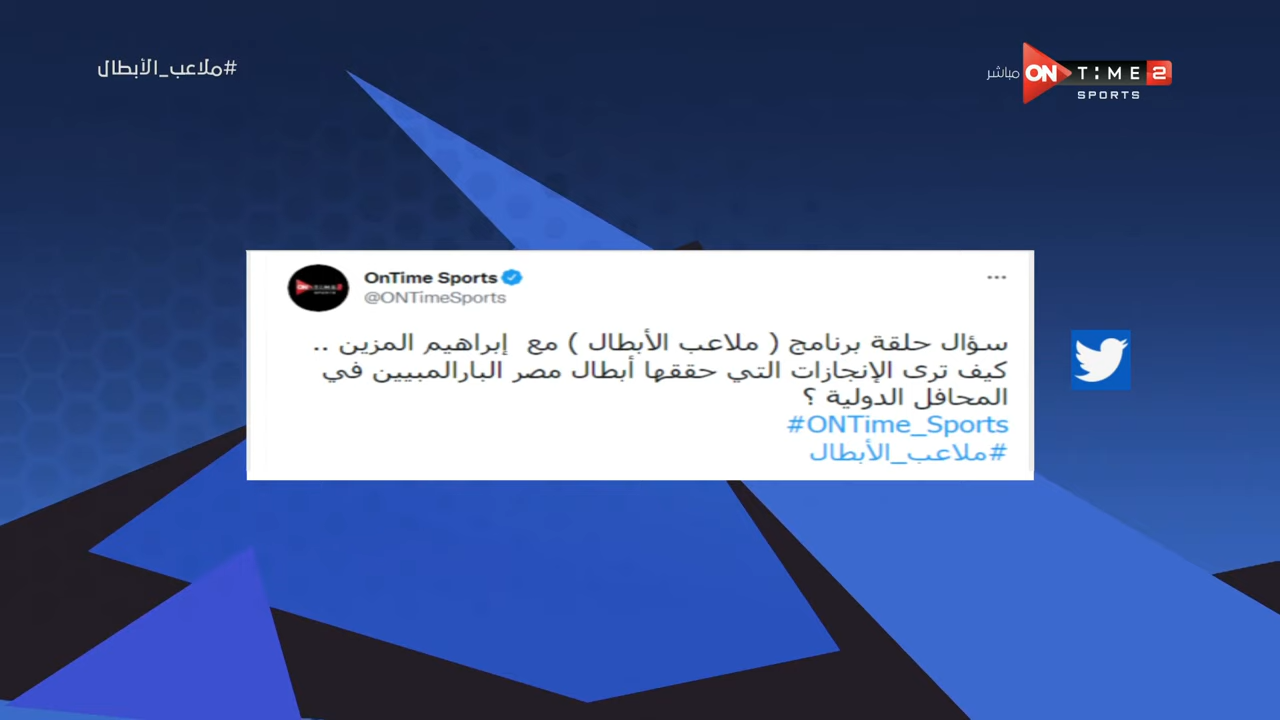 #ملاعب_الأبطال
مباشر ON TIME 2
SPORTS
OnTime Sports
@ONTimeSports
سؤال حلقة برنامج ( ملاعب الأبطال ) مع إبراهيم المزين ..
كيف ترى الإنجازات التي حققها أبطال مصر البارالمبيين في
المحافل الدولية ؟
#ONTime_Sports
#ملاعب_الأبطال